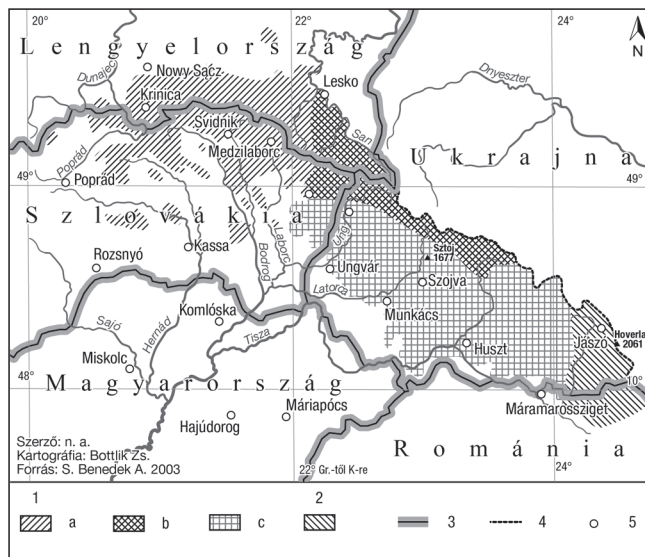 20° 22° 24°
Lengyelország
Dunajec
Nowy Sącz
Krinica
Lesko
Dnyeszter
N
Svidnik
Medzilaborc
San
Ukrajna
Poprád
49° 49°
Poprád
Szlovákia
Ung
Laborc
Bodrog
Kassa
Rozsnyó
Ungvár
Sztoj
1677
Szojva
Latorca
Munkács
Komlóska
Sajó
Hernád
Tisza
Huszt
Jászó
Hoverla
2061
Miskolc
48° 10°
Magyarország
Máramarossziget
Hajúdorog
Máriapócs
Románia
Szerző: n. a.
Kartográfia: Bottlik Zs.
Forrás: S. Benedek A. 2003
22° Gr.-től K-re 24°
1 2
a b c 3 4 5